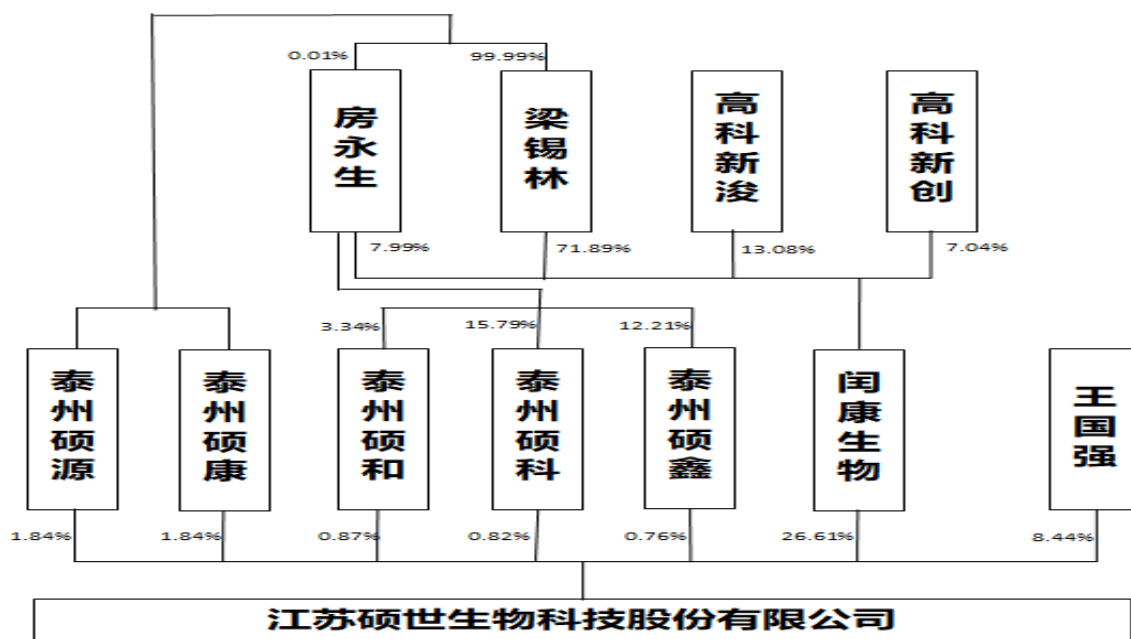 0.01%
99.99%
房永生
梁锡林
高科新浚
高科新创
7.99%
71.89%
13.08%
7.04%
3.34%
15.79%
12.21%
泰州硕源
泰州硕康
泰州硕和
泰州硕科
泰州硕鑫
闰康生物
王国强
1.84%
1.84%
0.87%
0.82%
0.76%
26.61%
8.44%
江苏硕世生物科技股份有限公司